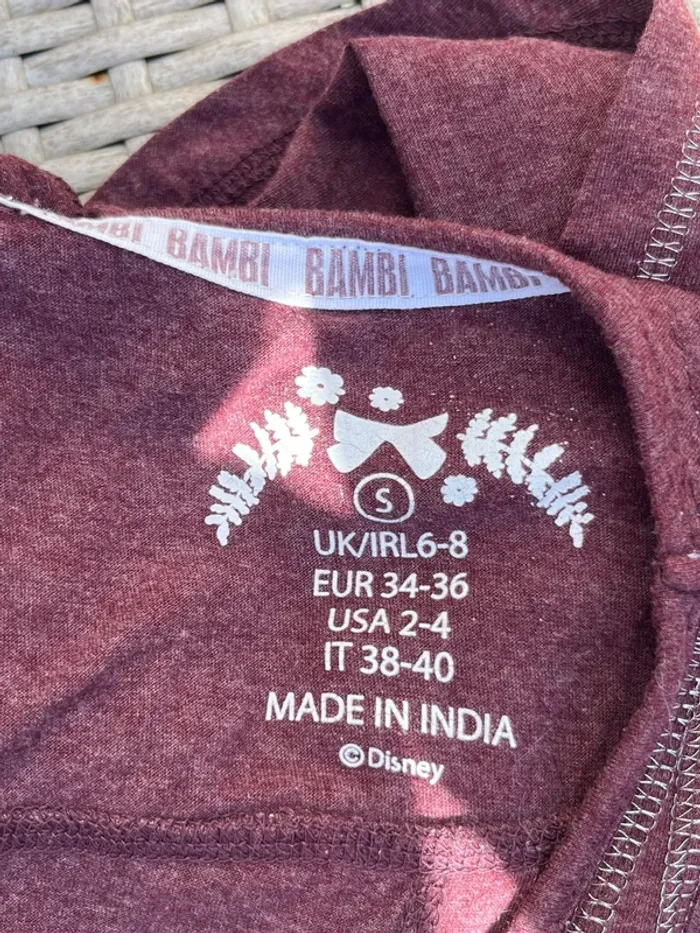 BAMBI BAMBI BAMBI BAMBI
S
UK/IRL6-8
EUR 34-36
USA 2-4
IT 38-40
MADE IN INDIA
©Disney